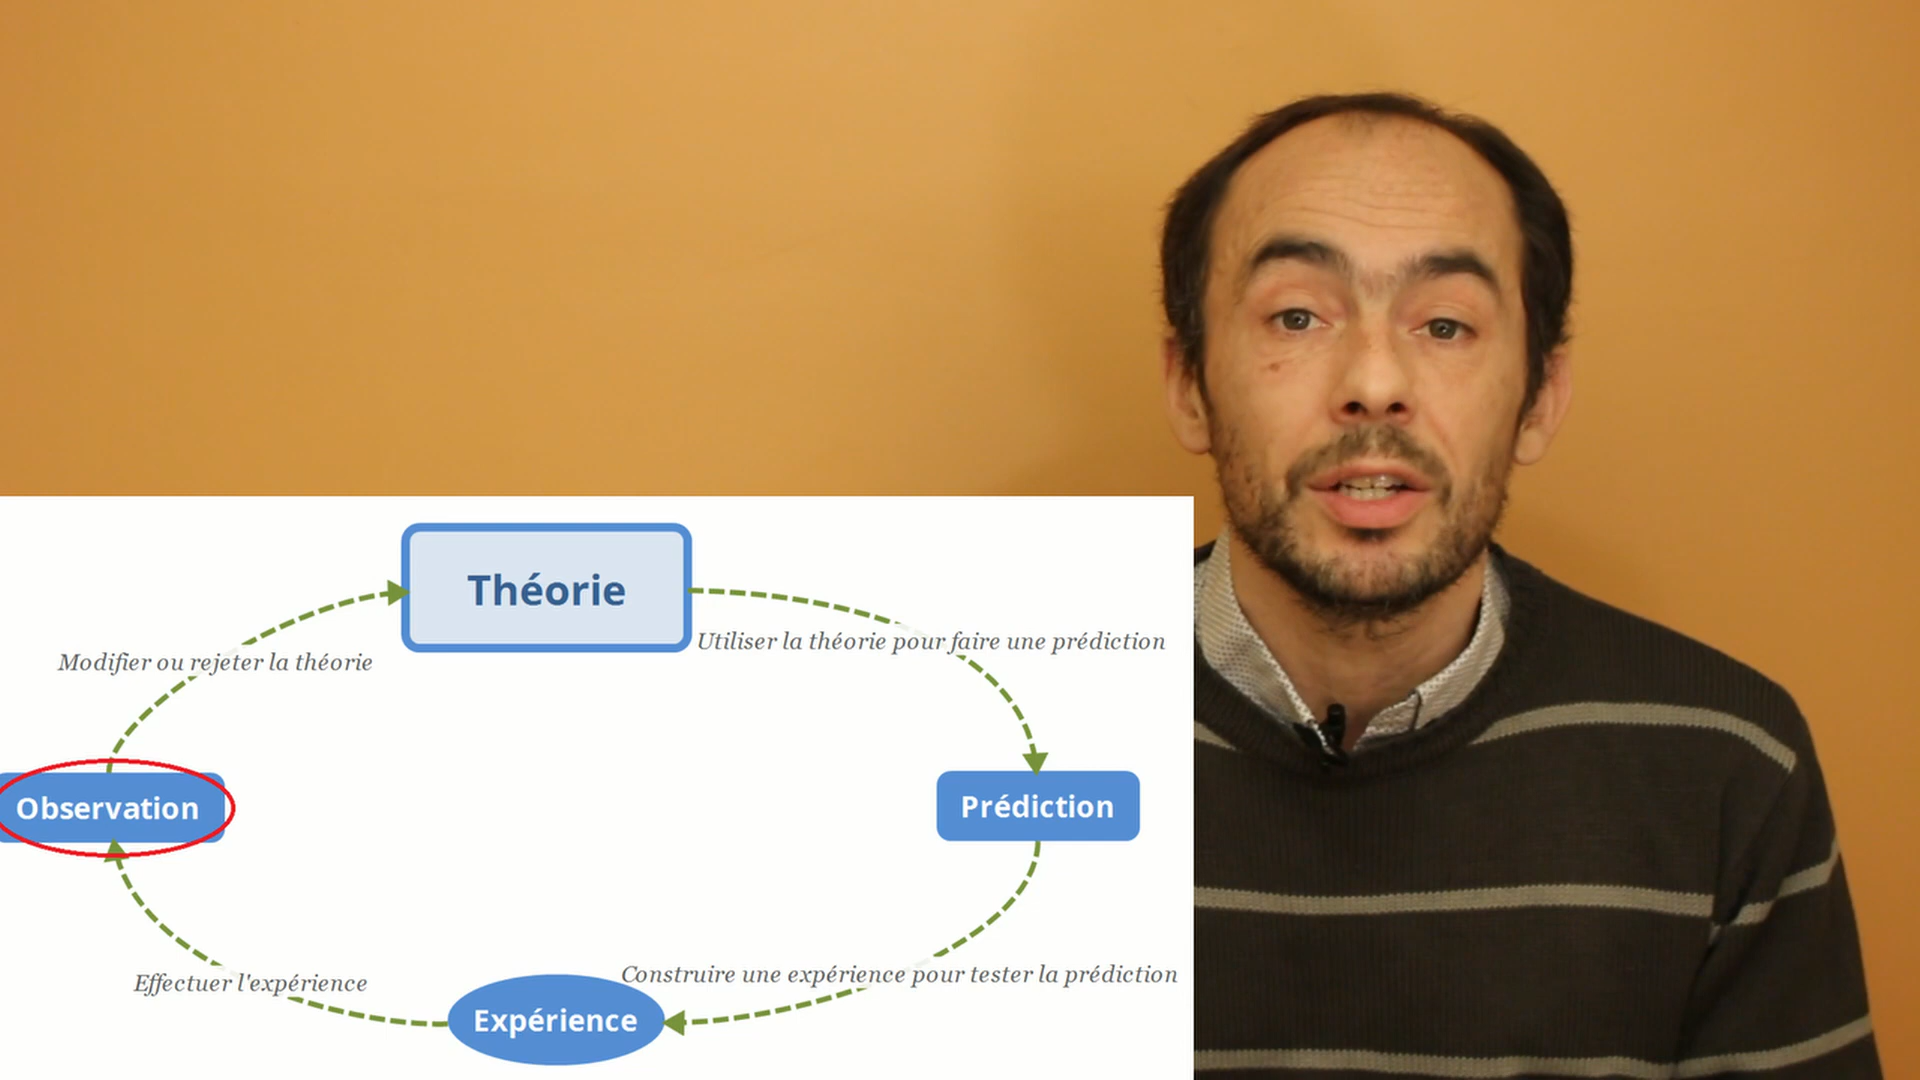 Théorie
Utiliser la théorie pour faire une prédiction
Modifier ou rejeter la théorie
Observation
Prédiction
Construire une expérience pour tester la prédiction
Effectuer l'expérience
Expérience